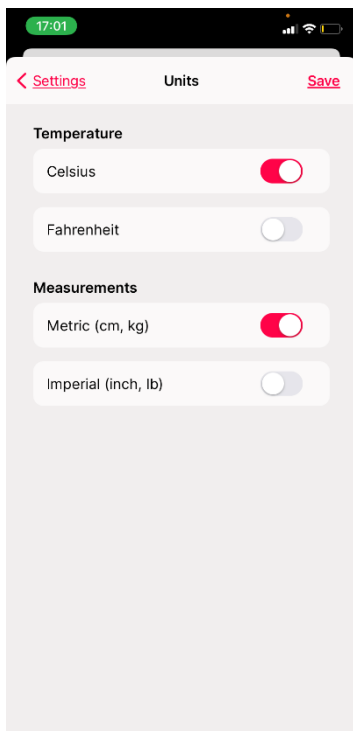 17:01
Settings Units Save
Temperature
Celsius
Fahrenheit
Measurements
Metric (cm, kg)
Imperial (inch, lb)